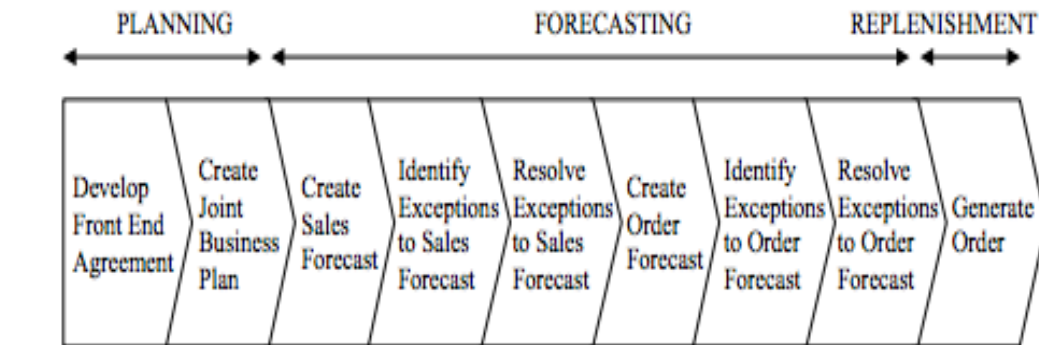 PLANNING
FORECASTING
REPLENISHMENT
Develop
Front End
Agreement
Create
Joint
Business
Plan
Create
Sales
Forecast
Identify
Exceptions
to Sales
Forecast
Resolve
Exceptions
to Sales
Forecast
Create
Order
Forecast
Identify
Exceptions
to Order
Forecast
Resolve
Exceptions
to Order
Forecast
Generate
Order